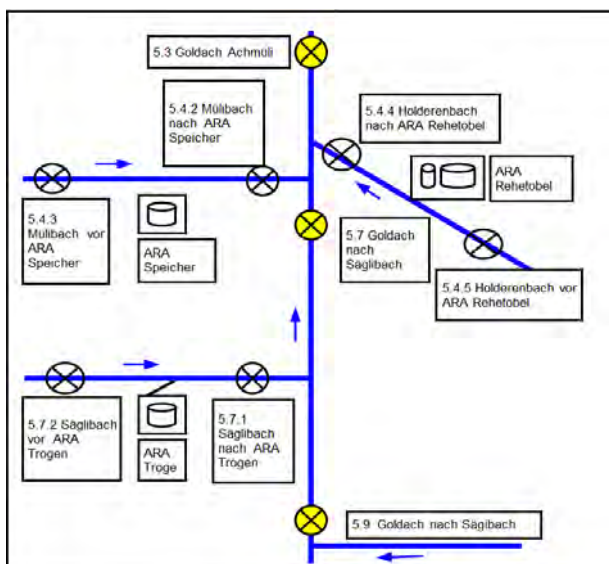 5.3 Goldach Achmüli
5.4.2 Mülibach
nach ARA
Speicher
5.4.4 Holderenbach
nach ARA Rehetobel
ARA
Rehetobel
5.4.3
Mülibach vor
ARA
Speicher
ARA
Speicher
5.7 Goldach
nach
Säglibach
5.4.5 Holderenbach vor
ARA Rehetobel
5.7.2 Säglibach
vor ARA
Trogen
ARA
Troge
5.7.1
Säglibach
nach ARA
Trogen
5.9 Goldach nach Sägibach